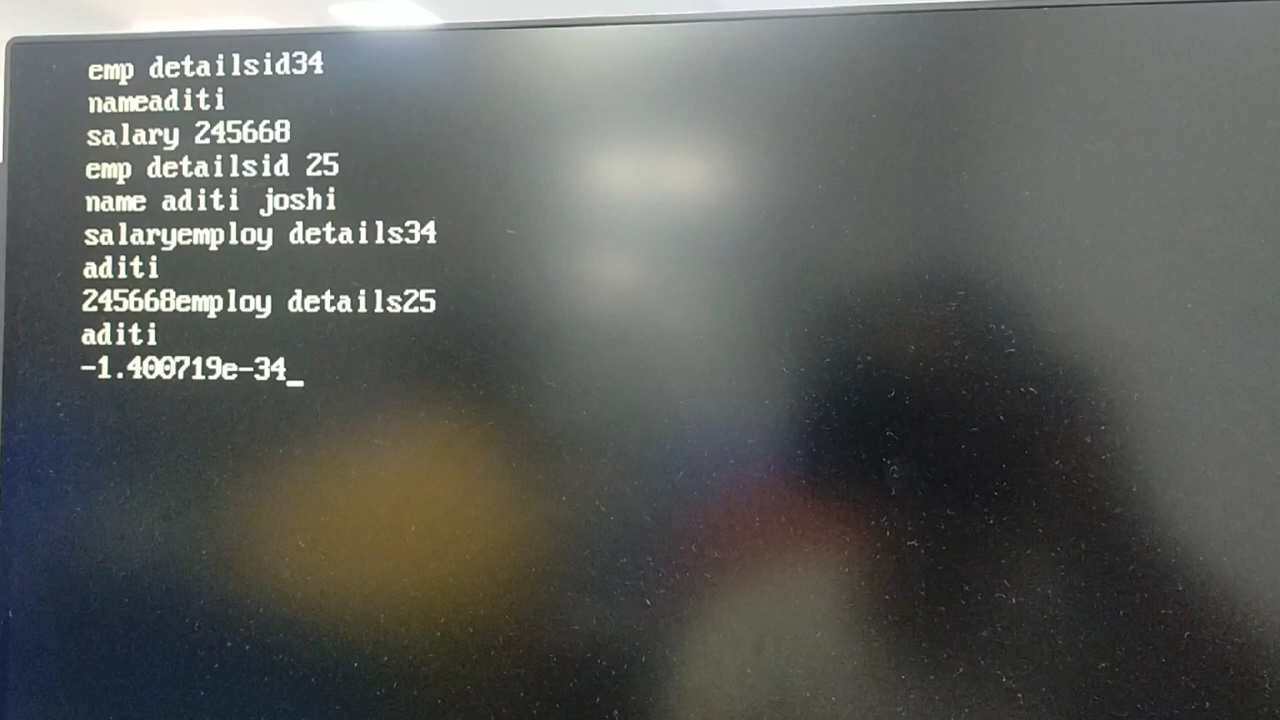 emp detailsid34
nameaditi
salary 245668
emp detailsid 25
name aditi joshi
salaryemploy details34
aditi
245668employ details25
aditi
-1.400719e-34_